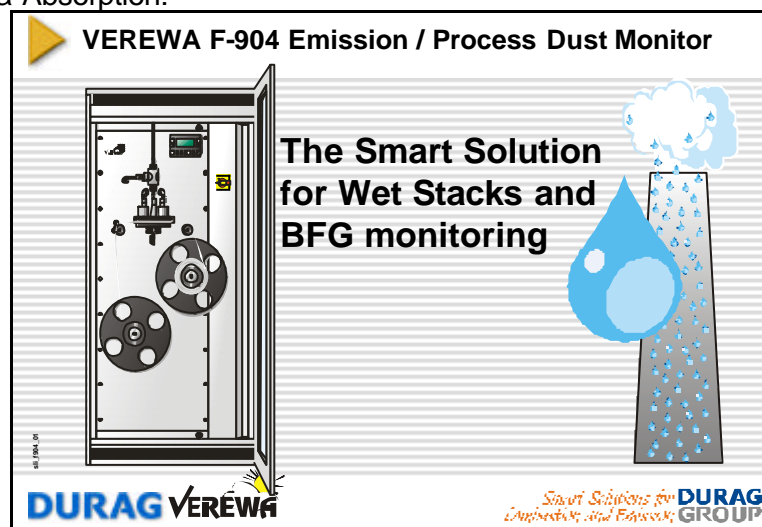 a Absorption.
VEREWA F-904 Emission / Process Dust Monitor
The Smart Solution
for Wet Stacks and
BFG monitoring
sli_f904_01
DURAG VEREWA
Smart Solutions for DURAG
Combustion and Emission GROUP